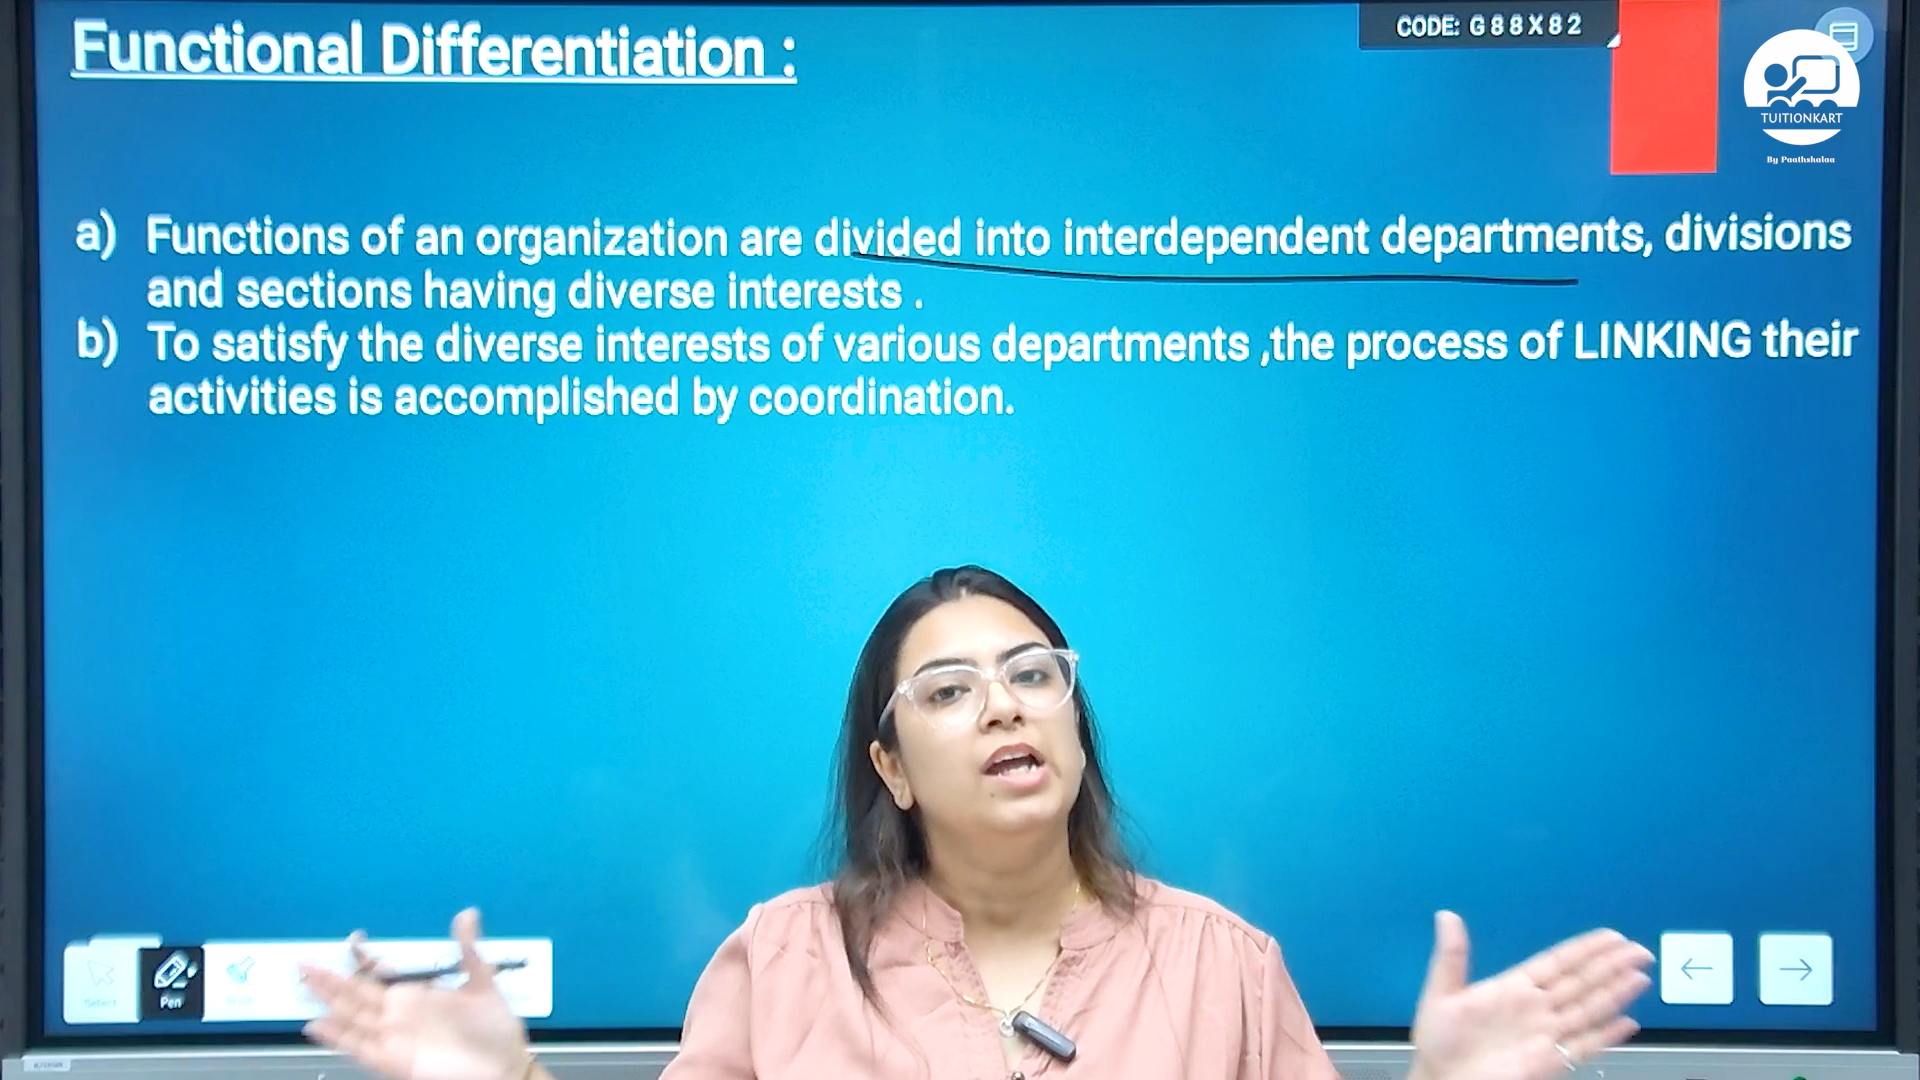 Functional Differentiation :
CODE: G88X82
TUITIONKART
By Paathshalaa
a) Functions of an organization are divided into interdependent departments, divisions
and sections having diverse interests .
b) To satisfy the diverse interests of various departments ,the process of LINKING their
activities is accomplished by coordination.
Select
Pen